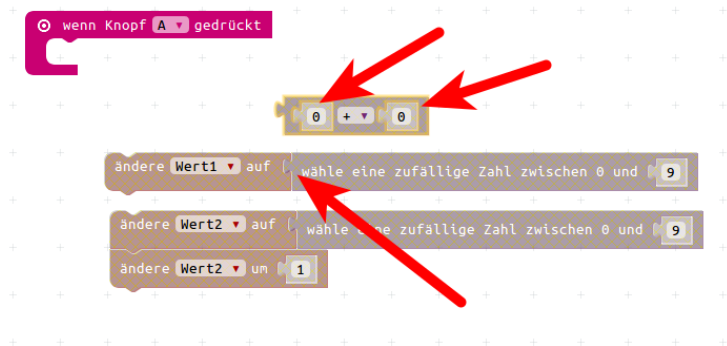 wenn Knopf A gedrückt
0 + 0
ändere Wert1 auf wähle eine zufällige Zahl zwischen 0 und 9
ändere Wert2 auf wähle eine zufällige Zahl zwischen 0 und 9
ändere Wert2 um 1